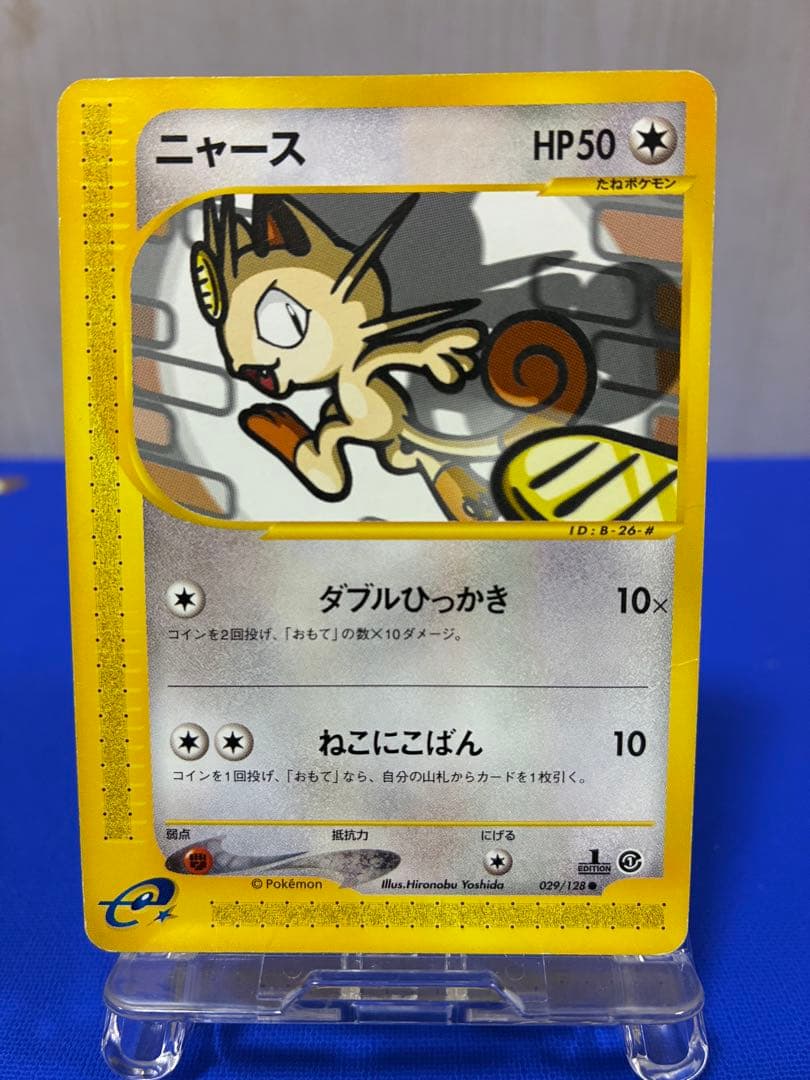 ニャース HP50
たねポケモン
ID:B-26-#
ダブルひっかき 10×
コインを2回投げ、「おもて」の数×10ダメージ。
ねこにこばん 10
コインを1回投げ、「おもて」なら、自分の山札からカードを1枚引く。
弱点 抵抗力 にげる
1 EDITION
© Pokémon Illus.Hironobu Yoshida 029/128●
e